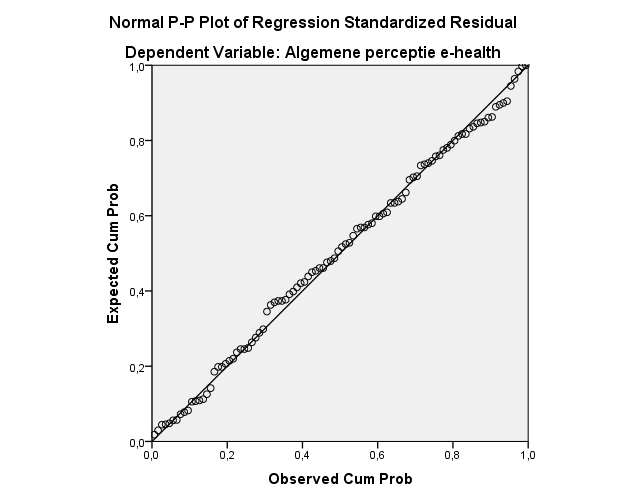 Normal P-P Plot of Regression Standardized Residual
Dependent Variable: Algemene perceptie e-health
1,0
0,8
0,6
0,4
0,2
0,0
Expected Cum Prob
0,0 0,2 0,4 0,6 0,8 1,0
Observed Cum Prob